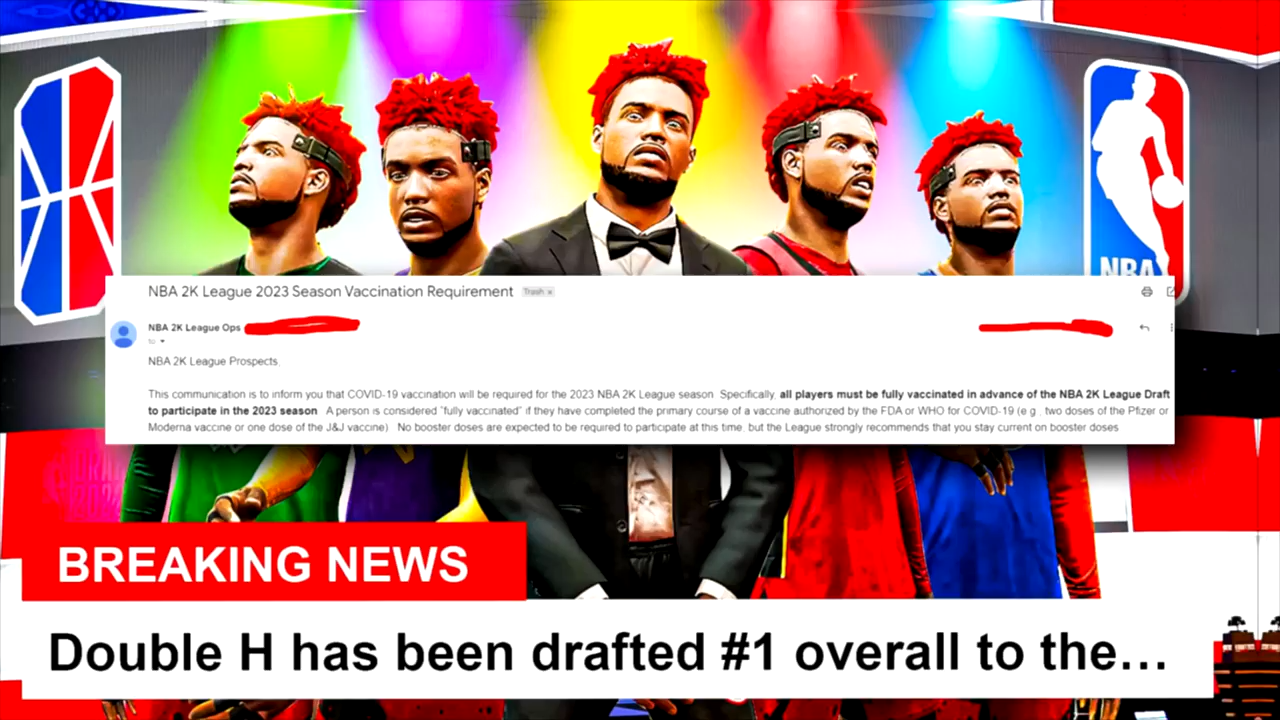 NBA
NBA 2K League 2023 Season Vaccination Requirement Trash x
NBA 2K League Ops
to
NBA 2K League Prospects,
This communication is to inform you that COVID-19 vaccination will be required for the 2023 NBA 2K League season. Specifically, all players must be fully vaccinated in advance of the NBA 2K League Draft
to participate in the 2023 season. A person is considered "fully vaccinated" if they have completed the primary course of a vaccine authorized by the FDA or WHO for COVID-19 (e.g., two doses of the Pfizer or
Moderna vaccine or one dose of the J&J vaccine). No booster doses are expected to be required to participate at this time, but the League strongly recommends that you stay current on booster doses
BREAKING NEWS
Double H has been drafted #1 overall to the...